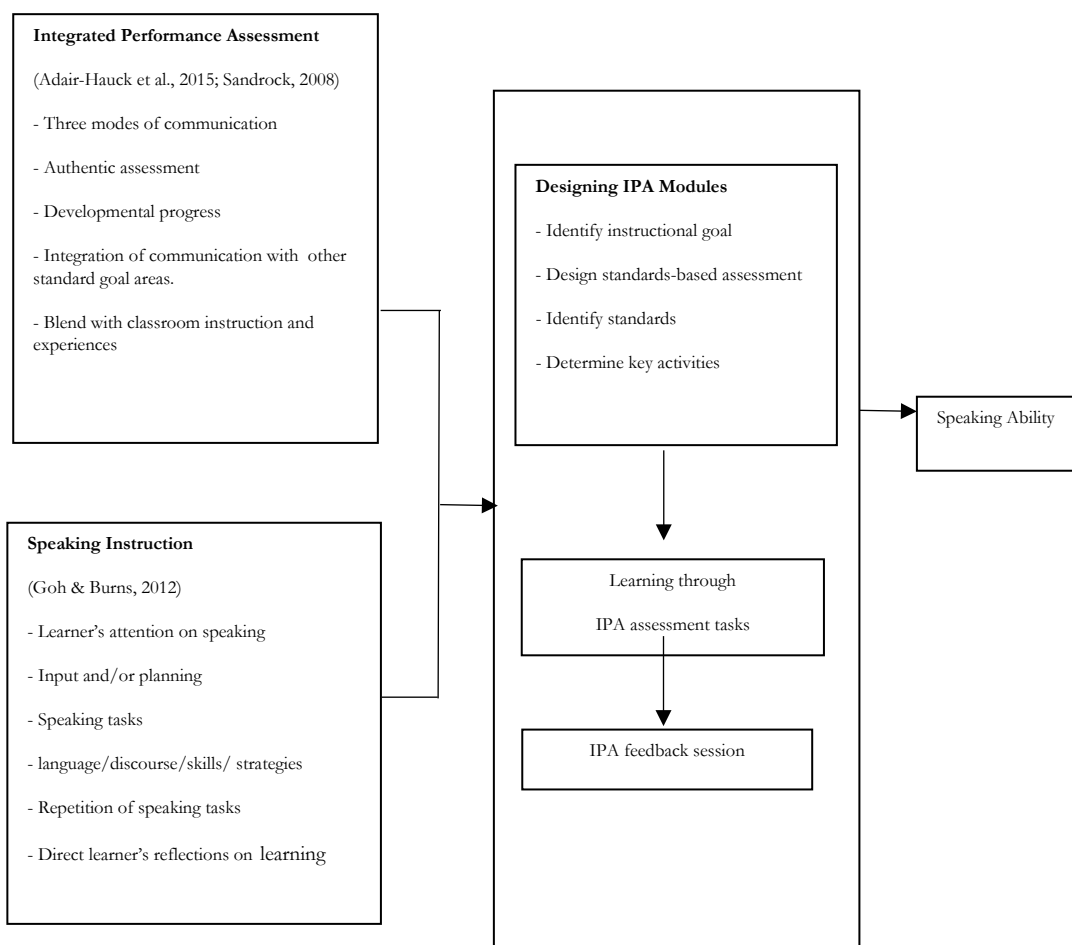 Integrated Performance Assessment
(Adair-Hauck et al., 2015; Sandrock, 2008)
- Three modes of communication
- Authentic assessment
- Developmental progress
- Integration of communication with other
standard goal areas.
- Blend with classroom instruction and
experiences
Speaking Instruction
(Goh & Burns, 2012)
- Learner's attention on speaking
- Input and/or planning
- Speaking tasks
- language/discourse/skills/ strategies
- Repetition of speaking tasks
- Direct learner's reflections on learning
Designing IPA Modules
- Identify instructional goal
- Design standards-based assessment
- Identify standards
- Determine key activities
Learning through
IPA assessment tasks
IPA feedback session
Speaking Ability